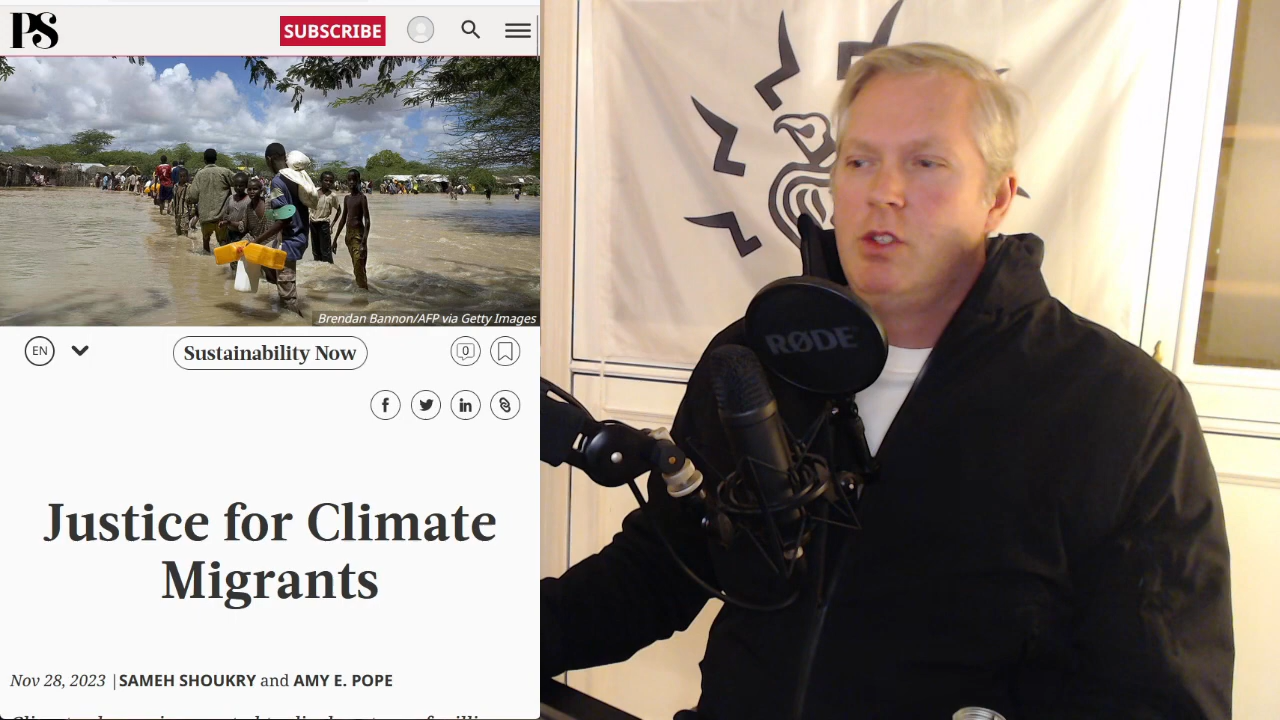 PS
SUBSCRIBE
Brendan Bannon/AFP via Getty Images
EN
Sustainability Now
0
Justice for Climate
Migrants
Nov 28, 2023 | SAMEH SHOUKRY and AMY E. POPE
RØDE